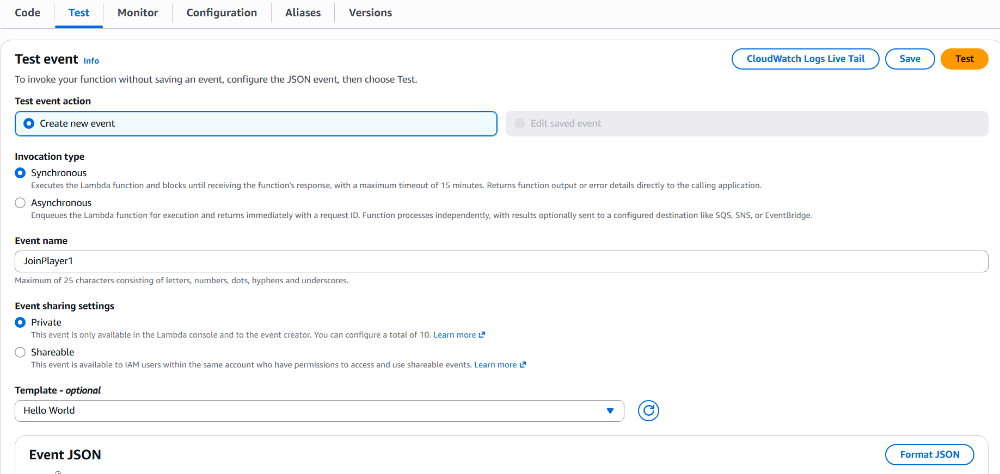 Code Test Monitor Configuration Aliases Versions
Test event Info CloudWatch Logs Live Tail Save Test
To invoke your function without saving an event, configure the JSON event, then choose Test.
Test event action
Create new event Edit saved event
Invocation type
Synchronous
Executes the Lambda function and blocks until receiving the function's response, with a maximum timeout of 15 minutes. Returns function output or error details directly to the calling application.
Asynchronous
Enqueues the Lambda function for execution and returns immediately with a request ID. Function processes independently, with results optionally sent to a configured destination like SQS, SNS, or EventBridge.
Event name
JoinPlayer1
Maximum of 25 characters consisting of letters, numbers, dots, hyphens and underscores.
Event sharing settings
Private
This event is only available in the Lambda console and to the event creator. You can configure a total of 10. Learn more
Shareable
This event is available to IAM users within the same account who have permissions to access and use shareable events. Learn more
Template - optional
Hello World
Event JSON Format JSON